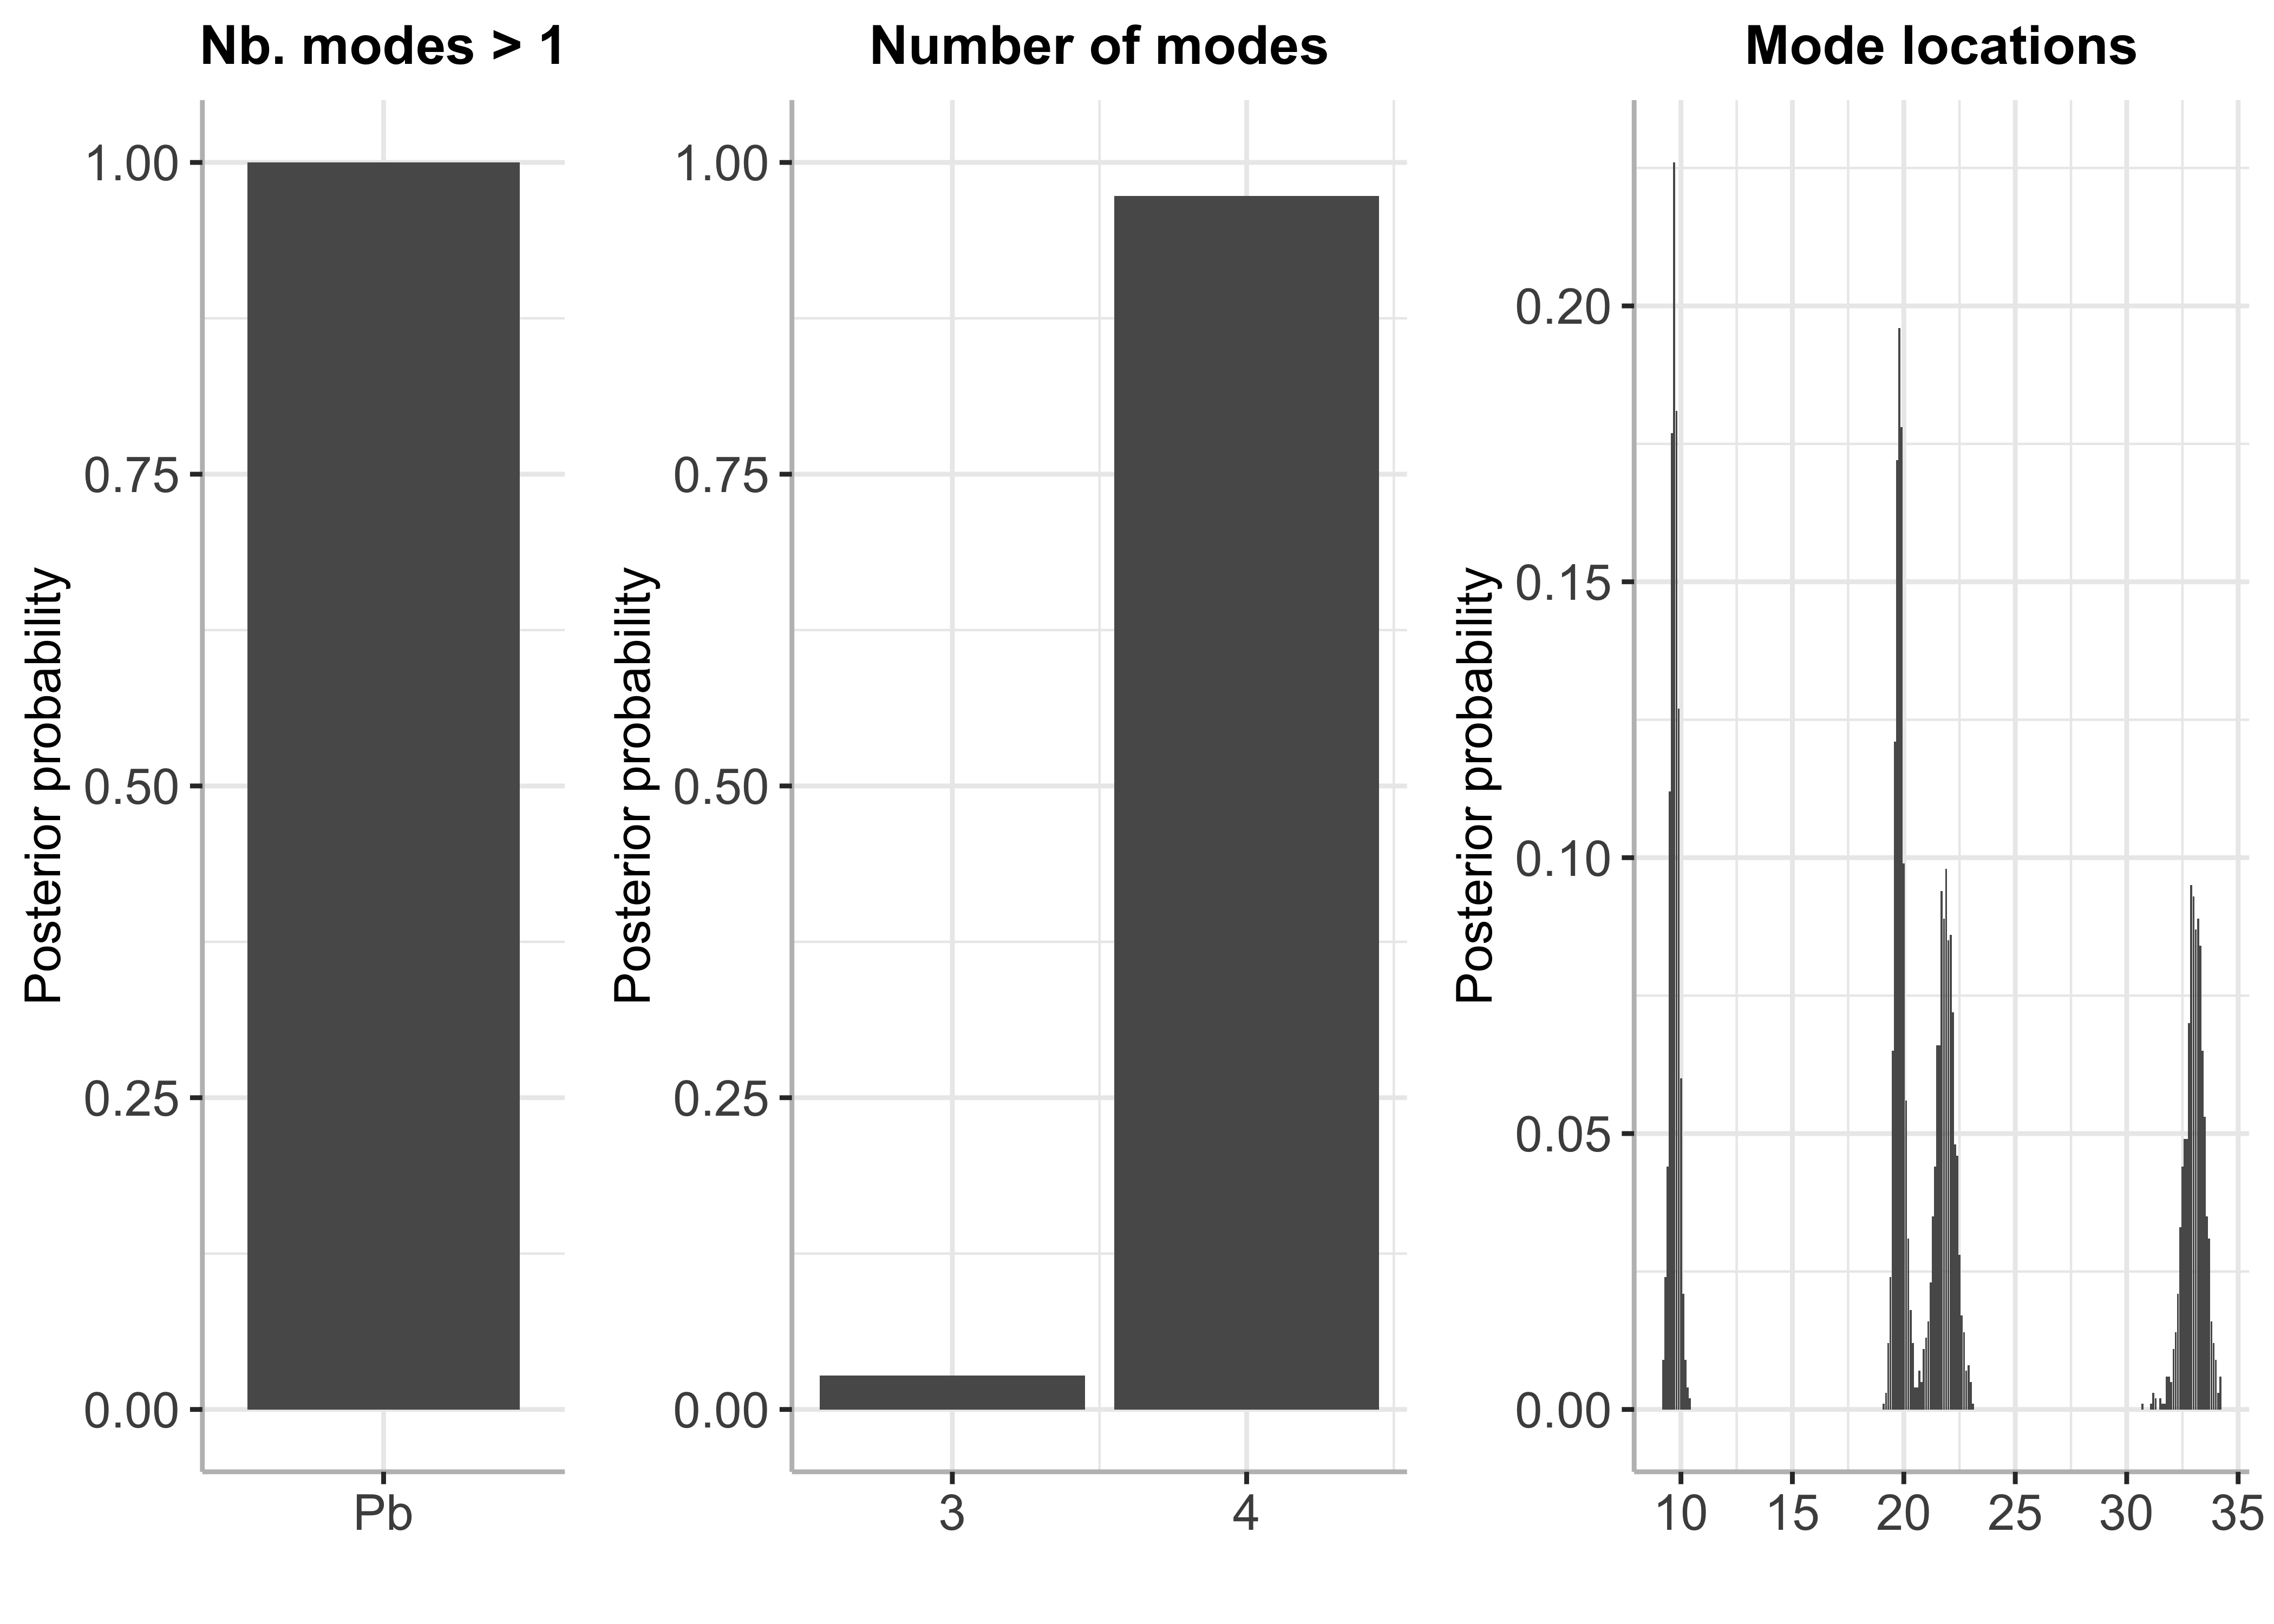 Nb. modes > 1
Posterior probability
1.00
0.75
0.50
0.25
0.00
Pb
Number of modes
Posterior probability
1.00
0.75
0.50
0.25
0.00
3 4
Mode locations
Posterior probability
0.20
0.15
0.10
0.05
0.00
10 15 20 25 30 35